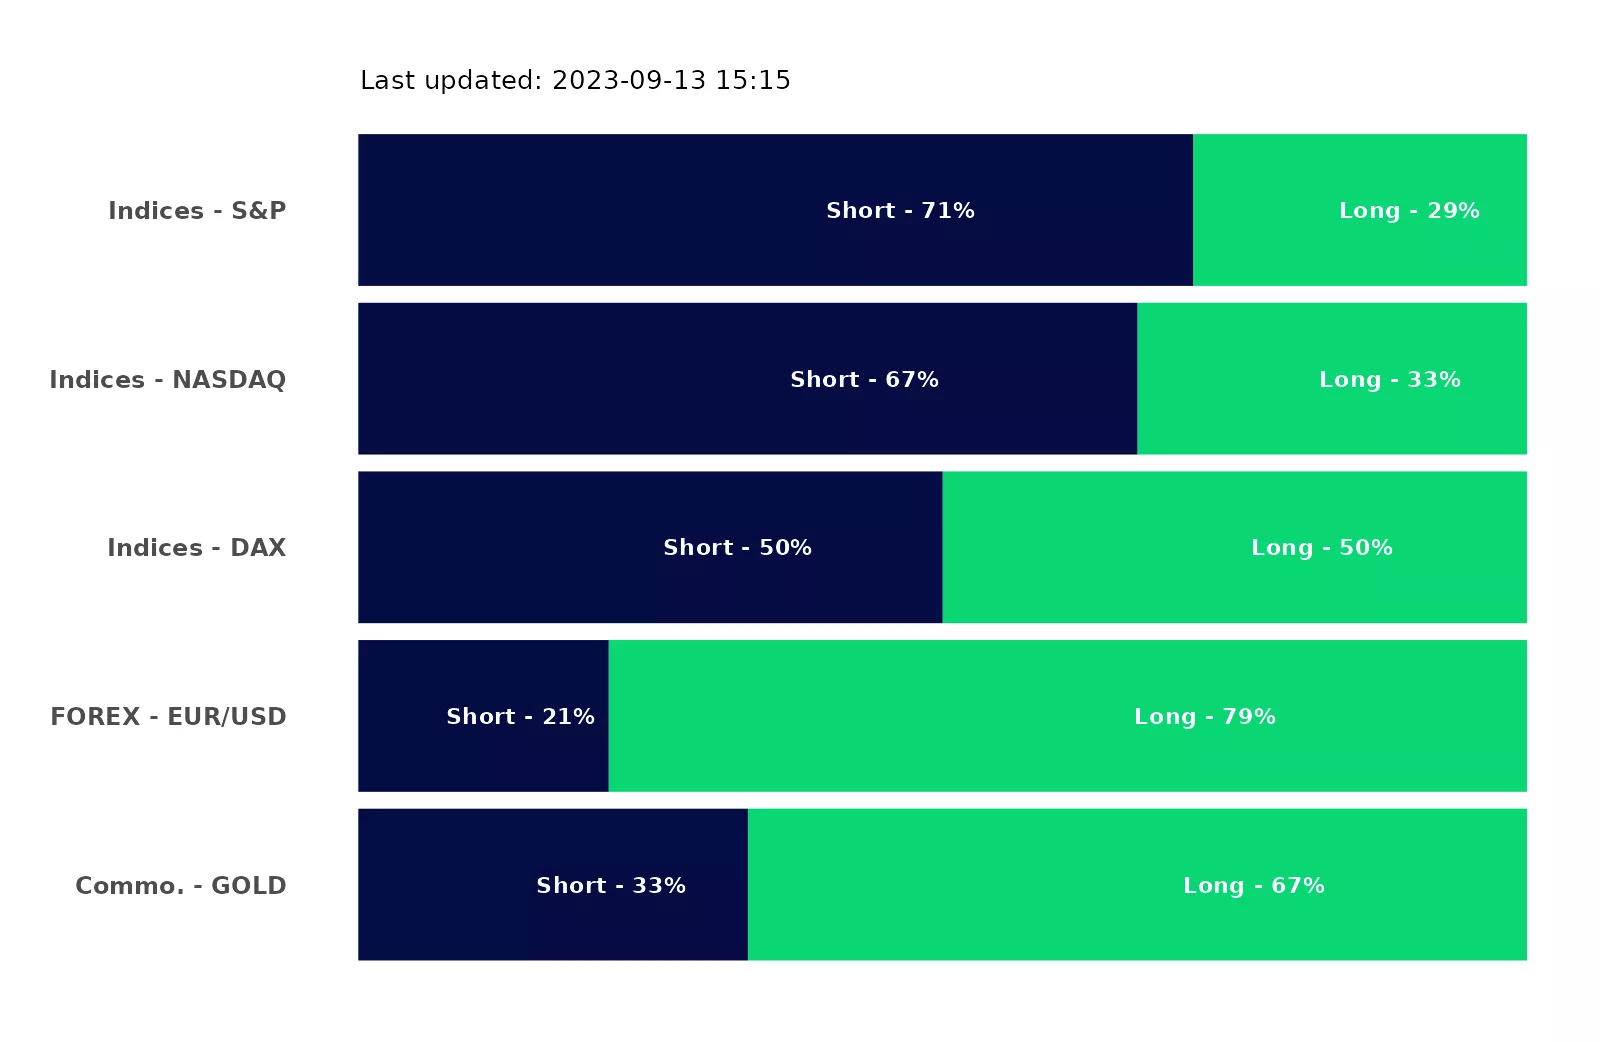 Last updated: 2023-09-13 15:15
Indices - S&P Short - 71% Long - 29%
Indices - NASDAQ Short - 67% Long - 33%
Indices - DAX Short - 50% Long - 50%
FOREX - EUR/USD Short - 21% Long - 79%
Commo. - GOLD Short - 33% Long - 67%